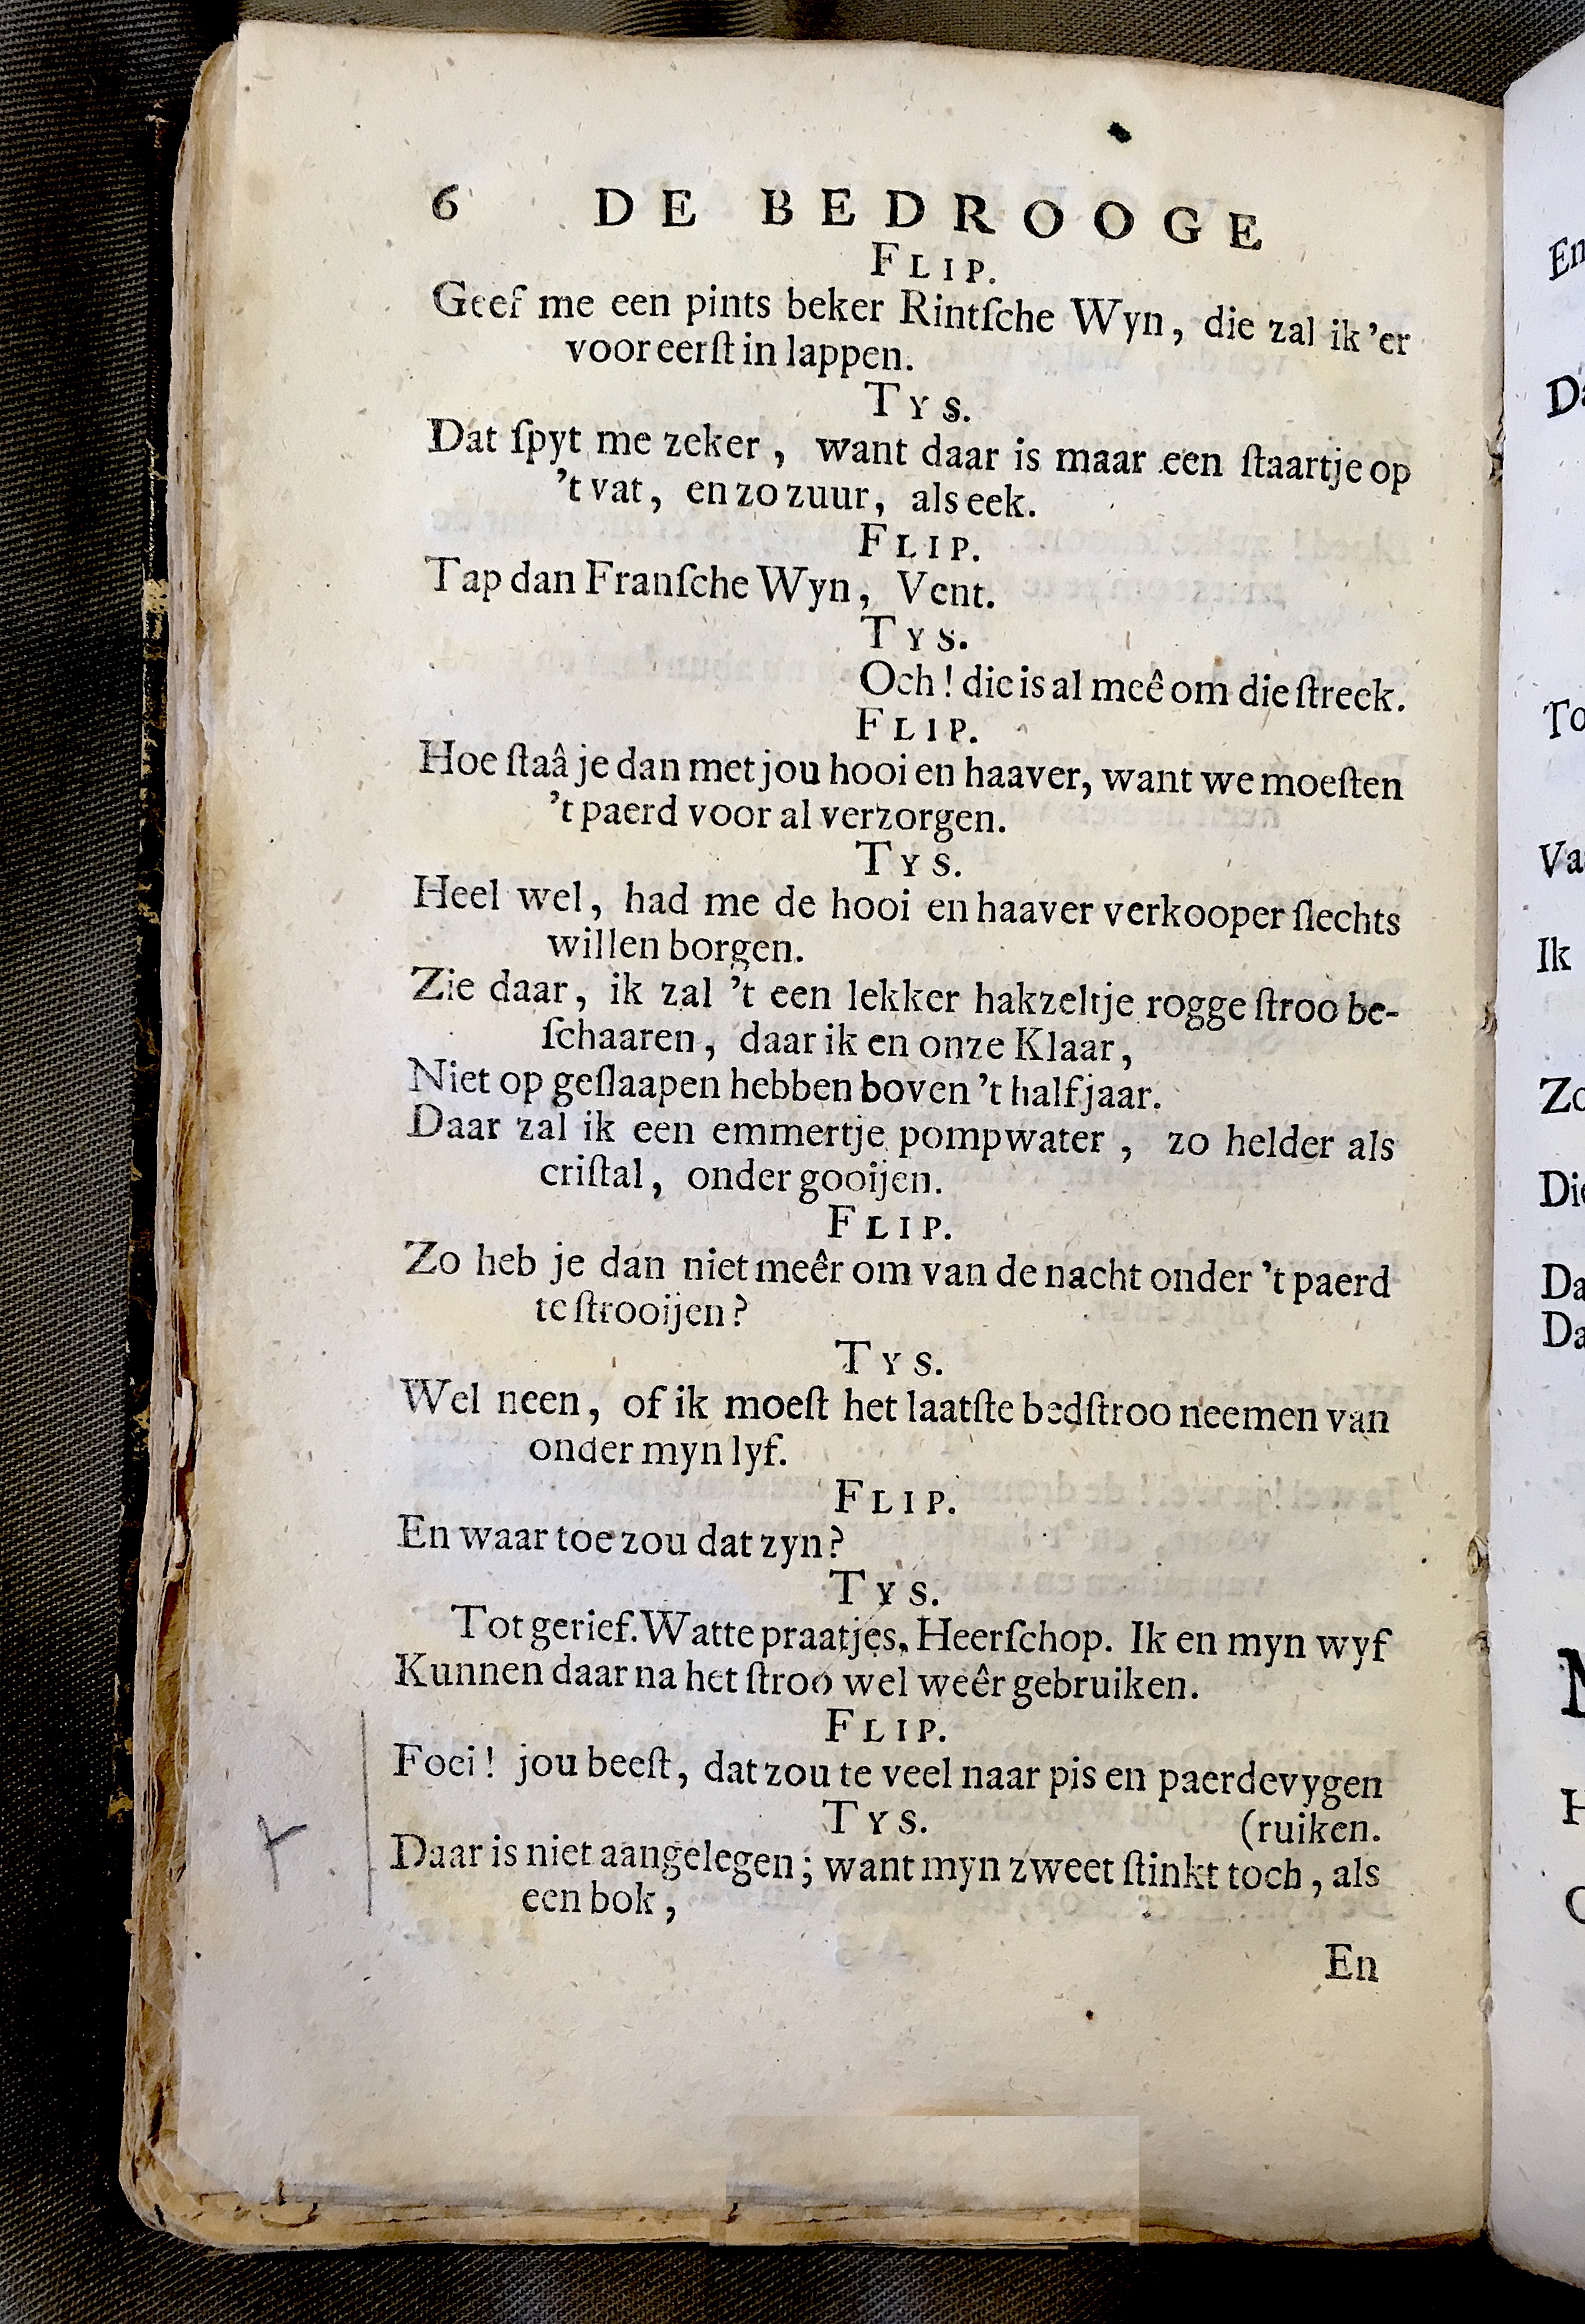 6 DE BEDROOGE
FLIP.
Geef me een pints beker Rintſche Wyn, die zal ik 'er
voor eerſt in lappen.
TYS.
Dat ſpyt me zeker, want daar is maar een ſtaartje op
't vat, en zo zuur, als eek.
FLIP.
Tap dan Franſche Wyn, Vent.
TYS.
Och! die is al meê om die ſtreek.
FLIP.
Hoe ſtaâ je dan met jou hooi en haaver, want we moeſten
't paerd voor al verzorgen.
TYS.
Heel wel, had me de hooi en haaver verkooper ſlechts
willen borgen.
Zie daar, ik zal 't een lekker hakzeltje rogge ſtroo be-
ſchaaren, daar ik en onze Klaar,
Niet op geſlaapen hebben boven 't half jaar.
Daar zal ik een emmertje pompwater, zo helder als
criſtal, onder gooijen.
FLIP.
Zo heb je dan niet meêr om van de nacht onder 't paerd
te ſtrooijen?
TYS.
Wel neen, of ik moeſt het laatſte bedſtroo neemen van
onder myn lyf.
FLIP.
En waar toe zou dat zyn?
TYS.
Tot gerief. Watte praatjes, Heerſchop. Ik en myn wyf
Kunnen daar na het ſtroo wel weêr gebruiken.
FLIP.
Foei! jou beeſt, dat zou te veel naar pis en paerdevygen
TYS. (ruiken.
Daar is niet aangelegen; want myn zweet ſtinkt toch, als
een bok,
En
En
Da
To
Va
Ik
Zo
Die
Da
Da
H